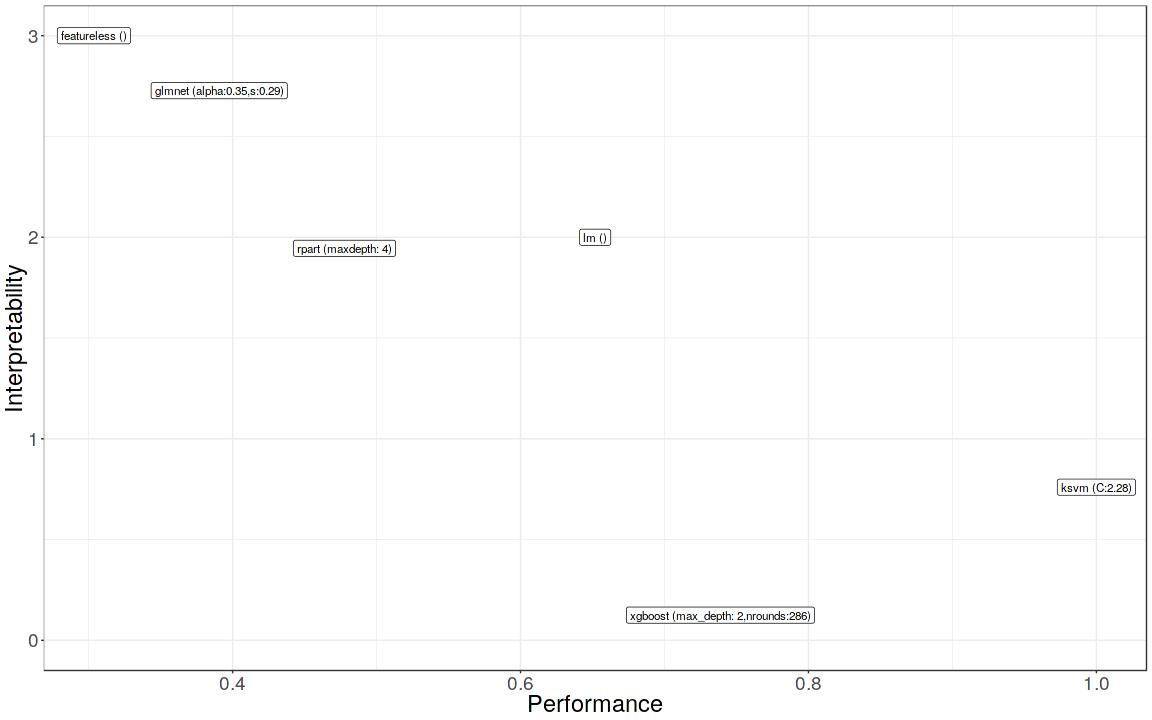 3
featureless ()
glmnet (alpha:0.35,s:0.29)
2
lm ()
rpart (maxdepth: 4)
Interpretability
1
ksvm (C:2.28)
xgboost (max_depth: 2,nrounds:286)
0
0.4
0.6
0.8
1.0
Performance